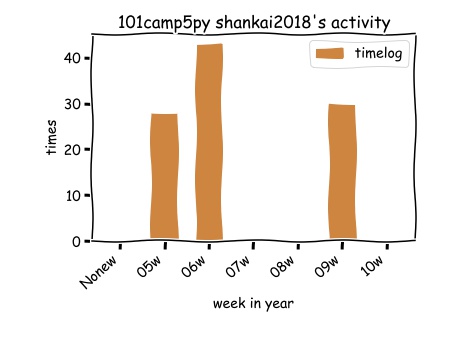 101camp5py shankai2018's activity
timelog
times
40
30
20
10
0
Nonew 05w 06w 07w 08w 09w 10w
week in year